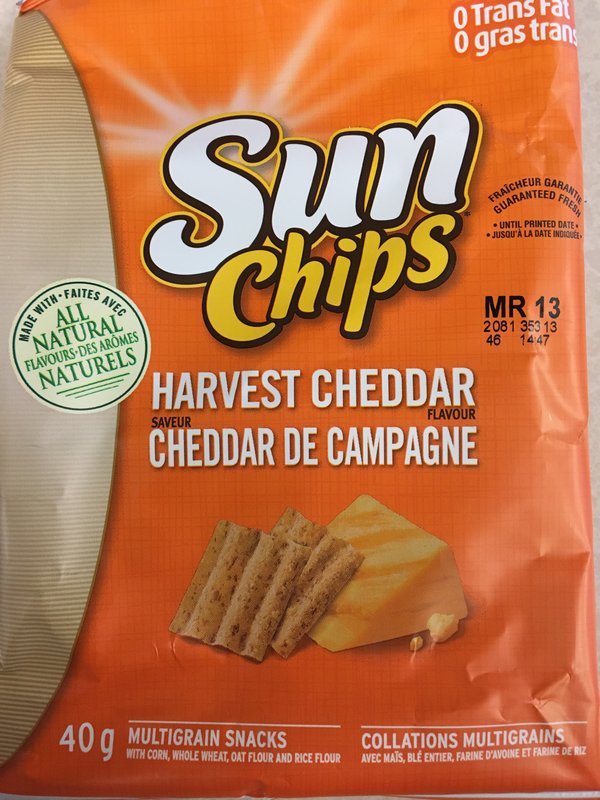 0 Trans Fat
0 gras trans
Sun
Chips
FRAÎCHEUR GARANTIE
GUARANTEED FRESH
• UNTIL PRINTED DATE •
• JUSQU'À LA DATE INDIQUÉE •
MR 13
2081 353 13
46 14:47
MADE WITH • FAITES AVEC
ALL
NATURAL
FLAVOURS • DES ARÔMES
NATURELS
HARVEST CHEDDAR
SAVEUR FLAVOUR
CHEDDAR DE CAMPAGNE
40 g
MULTIGRAIN SNACKS
WITH CORN, WHOLE WHEAT, OAT FLOUR AND RICE FLOUR
COLLATIONS MULTIGRAINS
AVEC MAÏS, BLÉ ENTIER, FARINE D'AVOINE ET FARINE DE RIZ